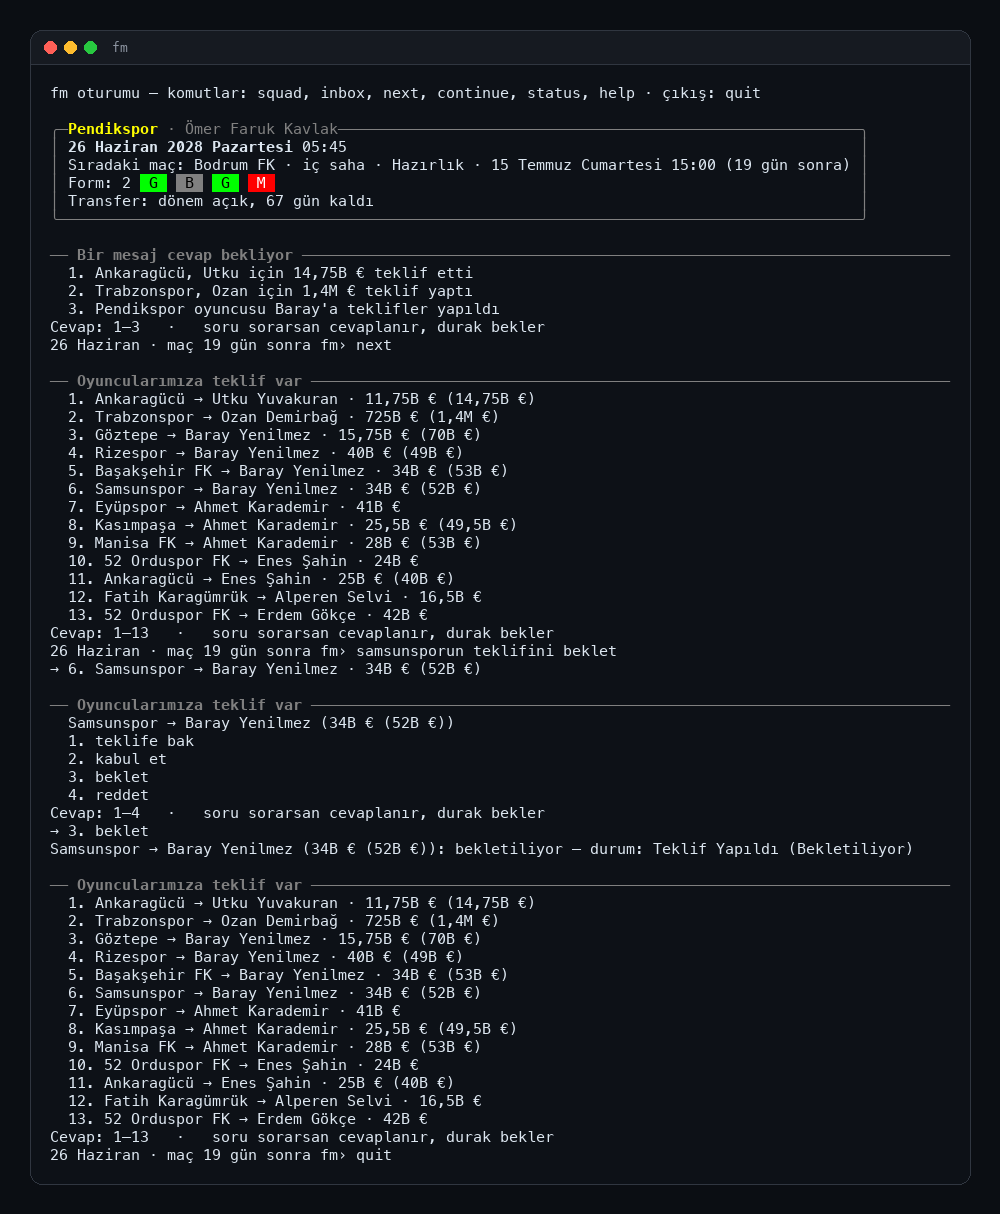 fm
fm oturumu — komutlar: squad, inbox, next, continue, status, help · çıkış: quit
Pendikspor · Ömer Faruk Kavlak
26 Haziran 2028 Pazartesi 05:45
Sıradaki maç: Bodrum FK · iç saha · Hazırlık · 15 Temmuz Cumartesi 15:00 (19 gün sonra)
Form: 2 G B G M
Transfer: dönem açık, 67 gün kaldı
── Bir mesaj cevap bekliyor ──
1. Ankaragücü, Utku için 14,75B € teklif etti
2. Trabzonspor, Ozan için 1,4M € teklif yaptı
3. Pendikspor oyuncusu Baray'a teklifler yapıldı
Cevap: 1–3 · soru sorarsan cevaplanır, durak bekler
26 Haziran · maç 19 gün sonra fm› next
── Oyuncularımıza teklif var ──
1. Ankaragücü → Utku Yuvakuran · 11,75B € (14,75B €)
2. Trabzonspor → Ozan Demirbağ · 725B € (1,4M €)
3. Göztepe → Baray Yenilmez · 15,75B € (70B €)
4. Rizespor → Baray Yenilmez · 40B € (49B €)
5. Başakşehir FK → Baray Yenilmez · 34B € (53B €)
6. Samsunspor → Baray Yenilmez · 34B € (52B €)
7. Eyüpspor → Ahmet Karademir · 41B €
8. Kasımpaşa → Ahmet Karademir · 25,5B € (49,5B €)
9. Manisa FK → Ahmet Karademir · 28B € (53B €)
10. 52 Orduspor FK → Enes Şahin · 24B €
11. Ankaragücü → Enes Şahin · 25B € (40B €)
12. Fatih Karagümrük → Alperen Selvi · 16,5B €
13. 52 Orduspor FK → Erdem Gökçe · 42B €
Cevap: 1–13 · soru sorarsan cevaplanır, durak bekler
26 Haziran · maç 19 gün sonra fm› samsunsporun teklifini beklet
→ 6. Samsunspor → Baray Yenilmez · 34B € (52B €)
── Oyuncularımıza teklif var ──
Samsunspor → Baray Yenilmez (34B € (52B €))
1. teklife bak
2. kabul et
3. beklet
4. reddet
Cevap: 1–4 · soru sorarsan cevaplanır, durak bekler
→ 3. beklet
Samsunspor → Baray Yenilmez (34B € (52B €)): bekletiliyor — durum: Teklif Yapıldı (Bekletiliyor)
── Oyuncularımıza teklif var ──
1. Ankaragücü → Utku Yuvakuran · 11,75B € (14,75B €)
2. Trabzonspor → Ozan Demirbağ · 725B € (1,4M €)
3. Göztepe → Baray Yenilmez · 15,75B € (70B €)
4. Rizespor → Baray Yenilmez · 40B € (49B €)
5. Başakşehir FK → Baray Yenilmez · 34B € (53B €)
6. Samsunspor → Baray Yenilmez · 34B € (52B €)
7. Eyüpspor → Ahmet Karademir · 41B €
8. Kasımpaşa → Ahmet Karademir · 25,5B € (49,5B €)
9. Manisa FK → Ahmet Karademir · 28B € (53B €)
10. 52 Orduspor FK → Enes Şahin · 24B €
11. Ankaragücü → Enes Şahin · 25B € (40B €)
12. Fatih Karagümrük → Alperen Selvi · 16,5B €
13. 52 Orduspor FK → Erdem Gökçe · 42B €
Cevap: 1–13 · soru sorarsan cevaplanır, durak bekler
26 Haziran · maç 19 gün sonra fm› quit